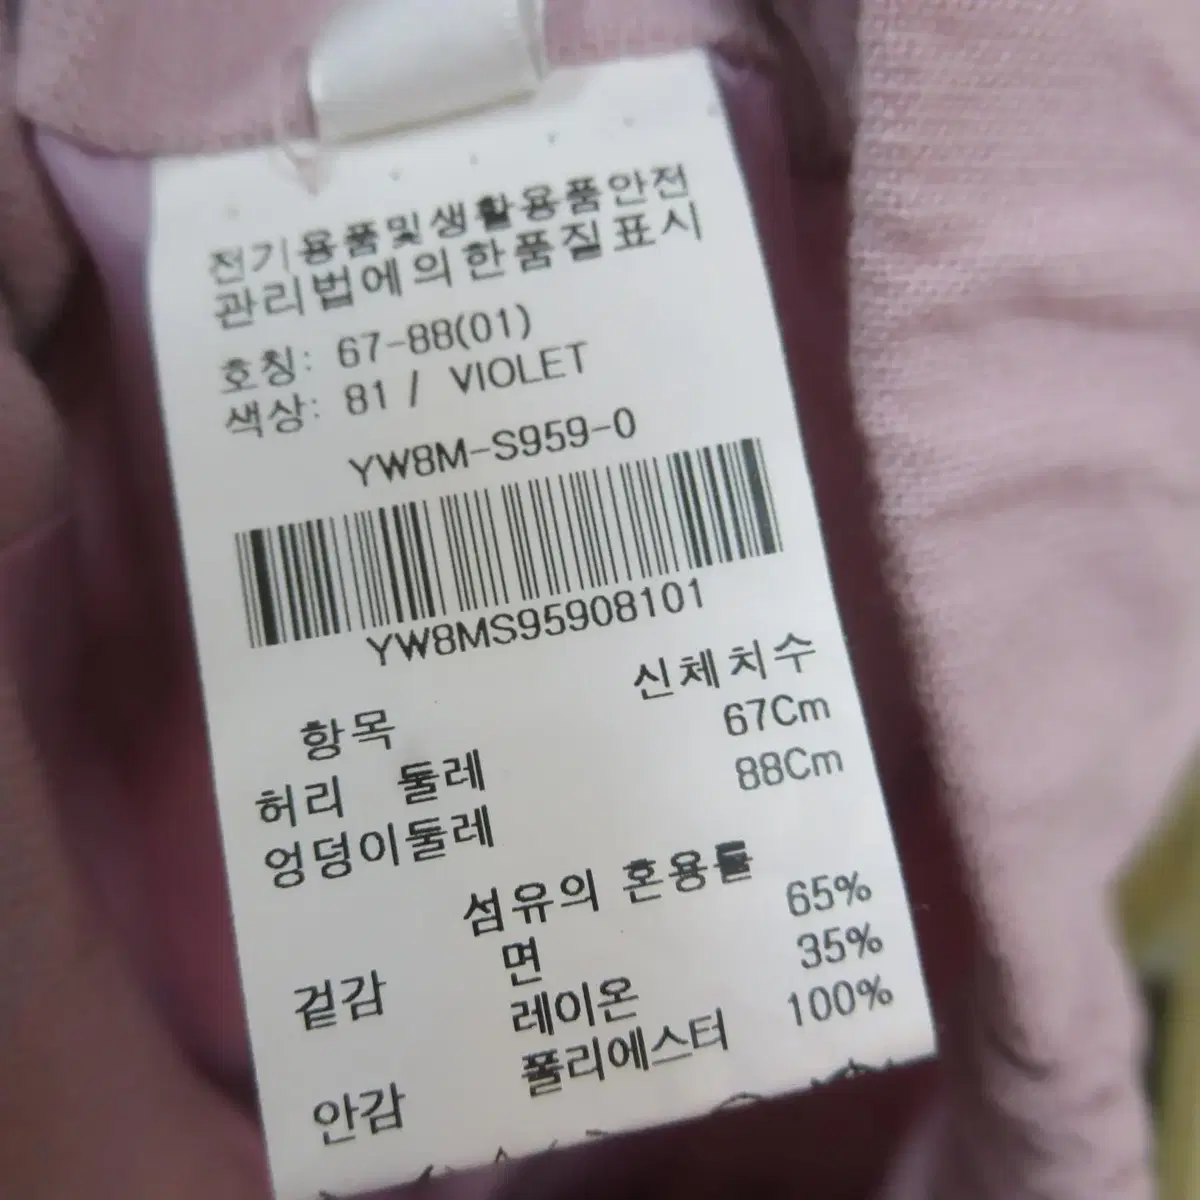 전기용품및생활용품안전
관리법에의한품질표시
호칭: 67-88(01)
색상: 81 / VIOLET
YW8M-S959-0
YW8MS95908101
항목 신체치수
허리 둘레 67Cm
엉덩이둘레 88Cm
섬유의 혼용률
겉감 면 65%
레이온 35%
안감 폴리에스터 100%